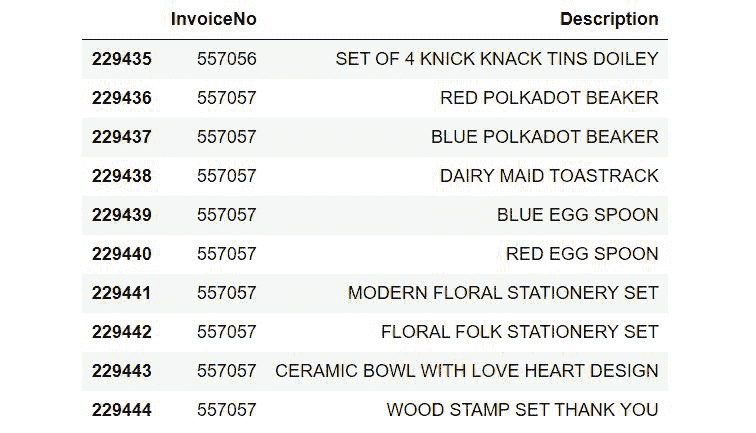 InvoiceNo Description
229435 557056 SET OF 4 KNICK KNACK TINS DOILEY
229436 557057 RED POLKADOT BEAKER
229437 557057 BLUE POLKADOT BEAKER
229438 557057 DAIRY MAID TOASTRACK
229439 557057 BLUE EGG SPOON
229440 557057 RED EGG SPOON
229441 557057 MODERN FLORAL STATIONERY SET
229442 557057 FLORAL FOLK STATIONERY SET
229443 557057 CERAMIC BOWL WITH LOVE HEART DESIGN
229444 557057 WOOD STAMP SET THANK YOU